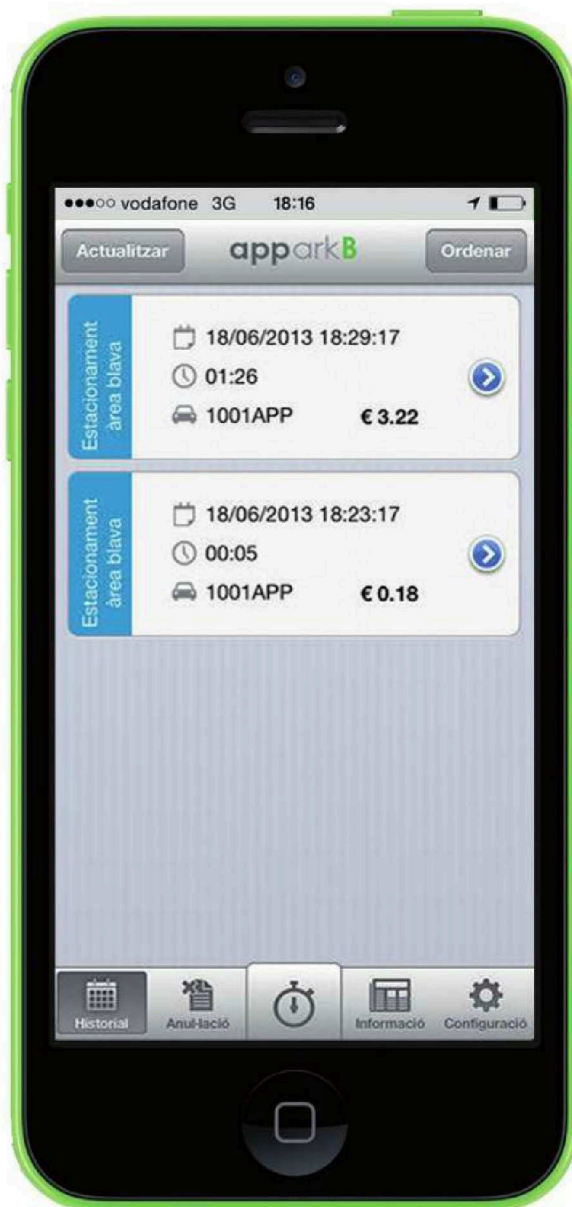 vodafone 3G 18:16
Actualitzar
appark B
Ordenar
Estacionament
àrea blava
18/06/2013 18:29:17
01:26
1001APP € 3.22
Estacionament
àrea blava
18/06/2013 18:23:17
00:05
1001APP € 0.18
Historial
Anul·lació
Informació
Configuració